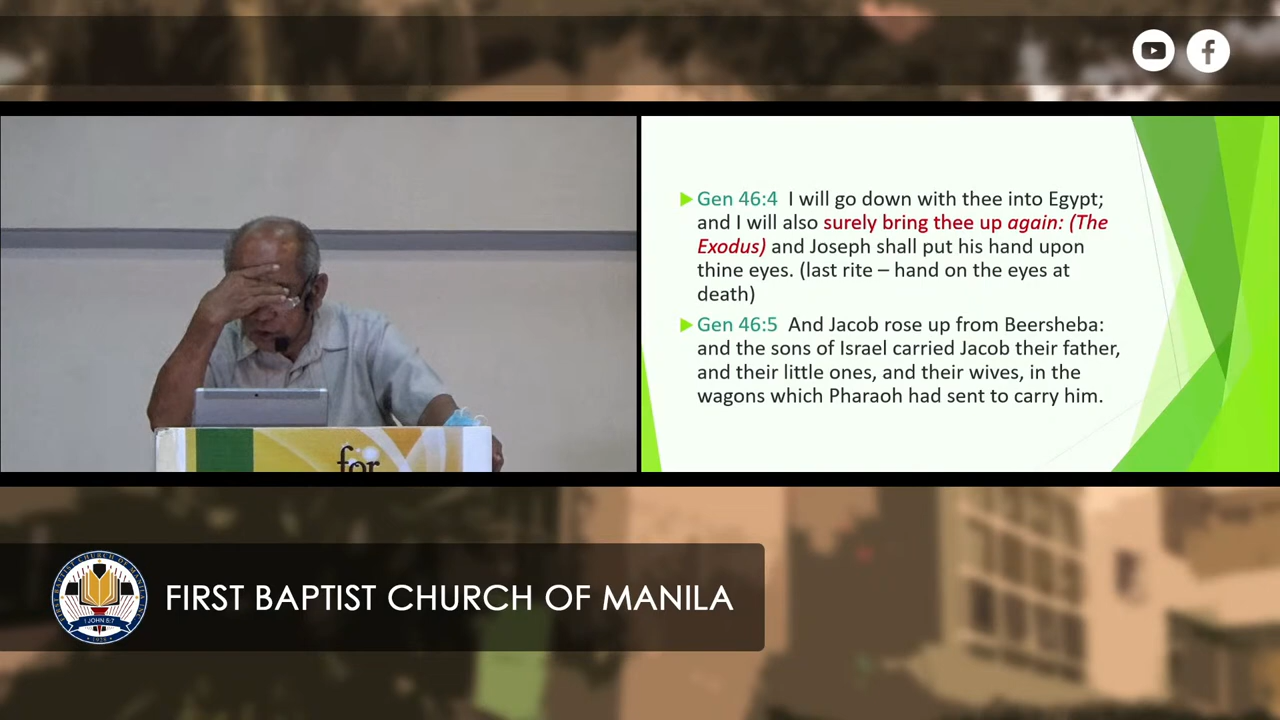 Gen 46:4 I will go down with thee into Egypt;
and I will also surely bring thee up again: (The
Exodus) and Joseph shall put his hand upon
thine eyes. (last rite – hand on the eyes at
death)
Gen 46:5 And Jacob rose up from Beersheba:
and the sons of Israel carried Jacob their father,
and their little ones, and their wives, in the
wagons which Pharaoh had sent to carry him.
for
FIRST BAPTIST CHURCH OF MANILA
I JOHN 5:7